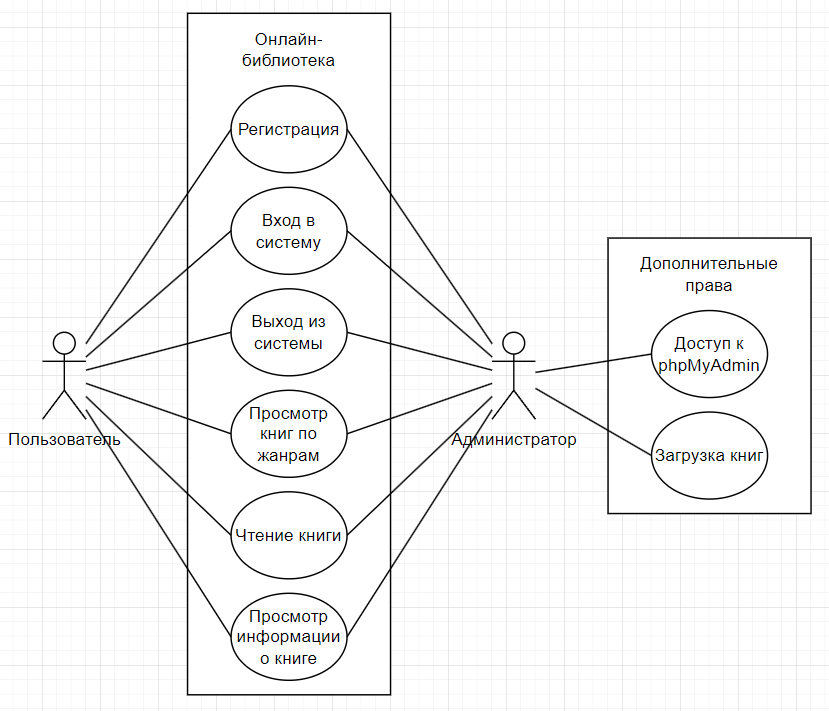 Онлайн-
библиотека
Регистрация
Вход в
систему
Выход из
системы
Просмотр
книг по
жанрам
Чтение книги
Просмотр
информации
о книге
Пользователь
Администратор
Дополнительные
права
Доступ к
phpMyAdmin
Загрузка книг